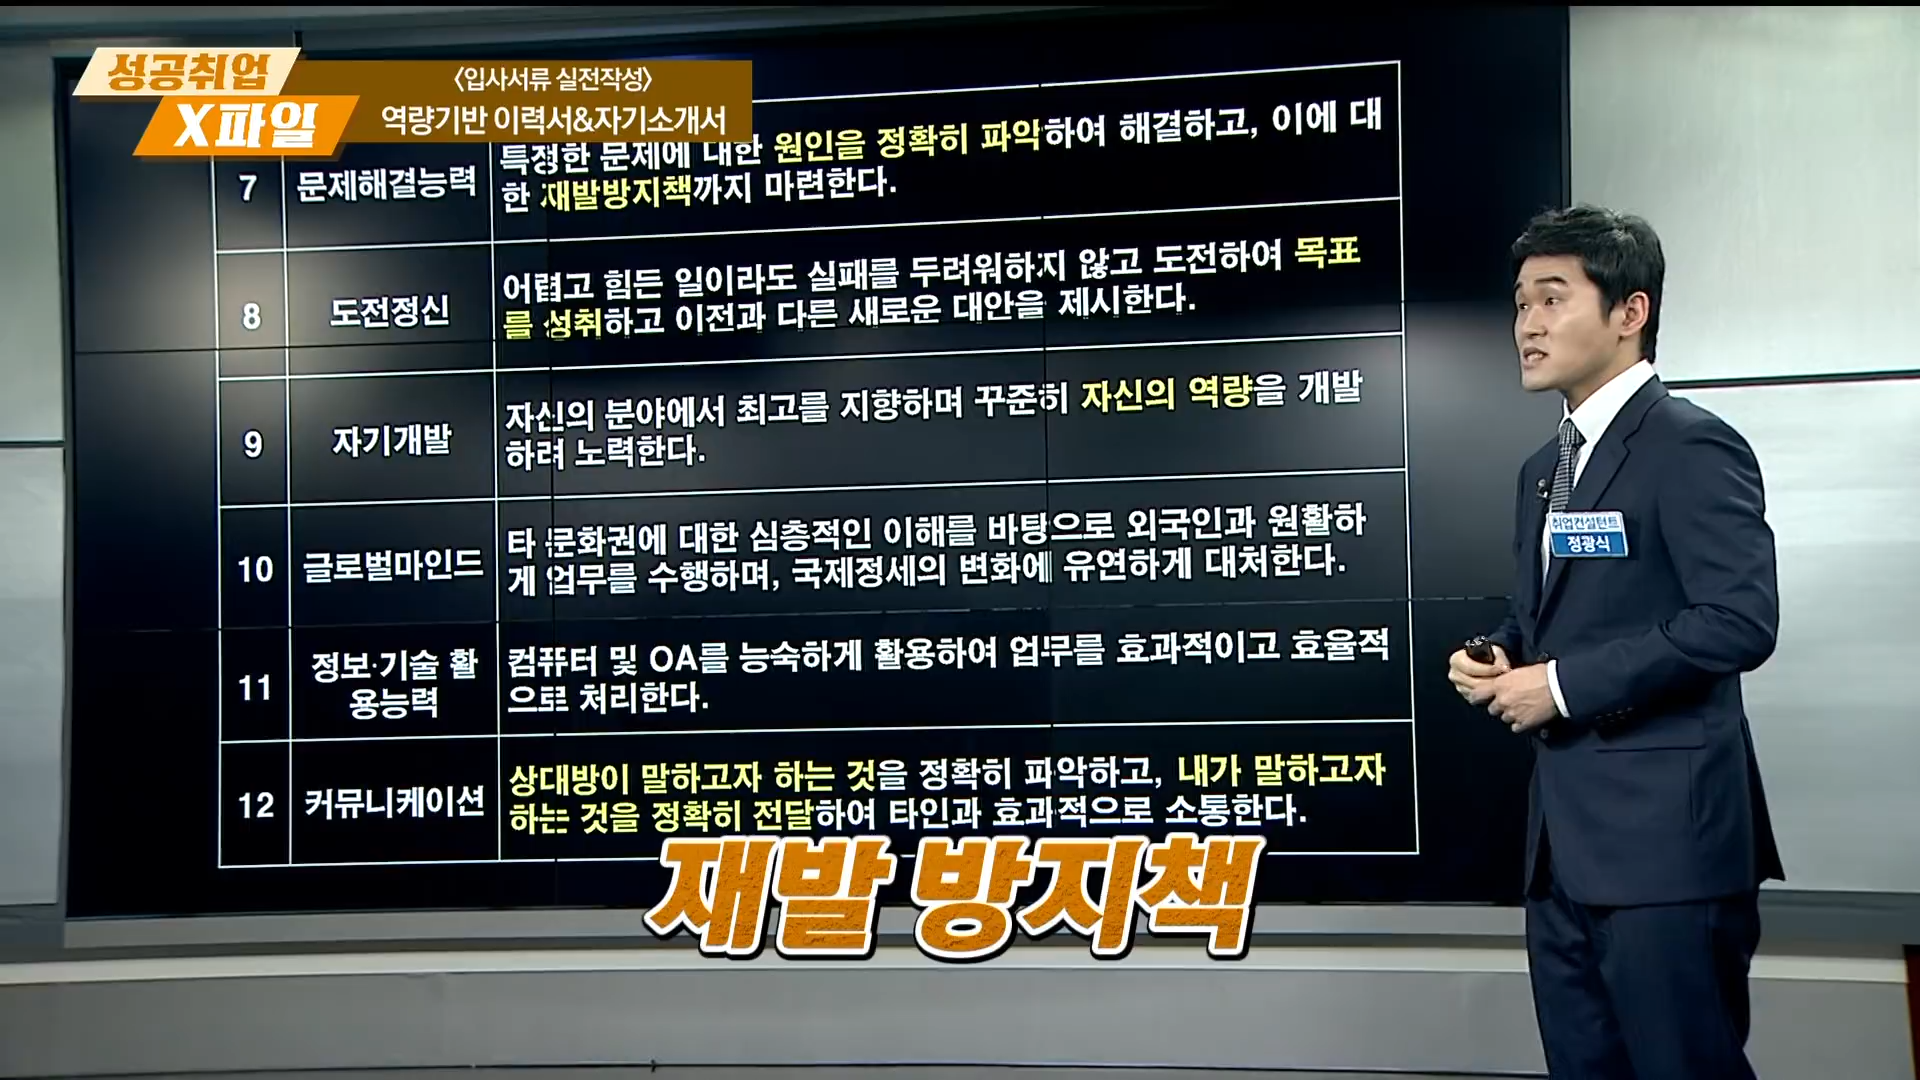 성공취업
X파일
<입사서류 실전작성>
역량기반 이력서&자기소개서
7
문제해결능력
특정한 문제에 대한 원인을 정확히 파악하여 해결하고, 이에 대
한 재발방지책까지 마련한다.
8
도전정신
어렵고 힘든 일이라도 실패를 두려워하지 않고 도전하여 목표
를 성취하고 이전과 다른 새로운 대안을 제시한다.
9
자기개발
자신의 분야에서 최고를 지향하며 꾸준히 자신의 역량을 개발
하려 노력한다.
10
글로벌마인드
타 문화권에 대한 심층적인 이해를 바탕으로 외국인과 원활하
게 업무를 수행하며, 국제정세의 변화에 유연하게 대처한다.
11
정보·기술 활
용능력
컴퓨터 및 OA를 능숙하게 활용하여 업무를 효과적이고 효율적
으로 처리한다.
12
커뮤니케이션
상대방이 말하고자 하는 것을 정확히 파악하고, 내가 말하고자
하는 것을 정확히 전달하여 타인과 효과적으로 소통한다.
취업컨설턴트
정광식
재발 방지책